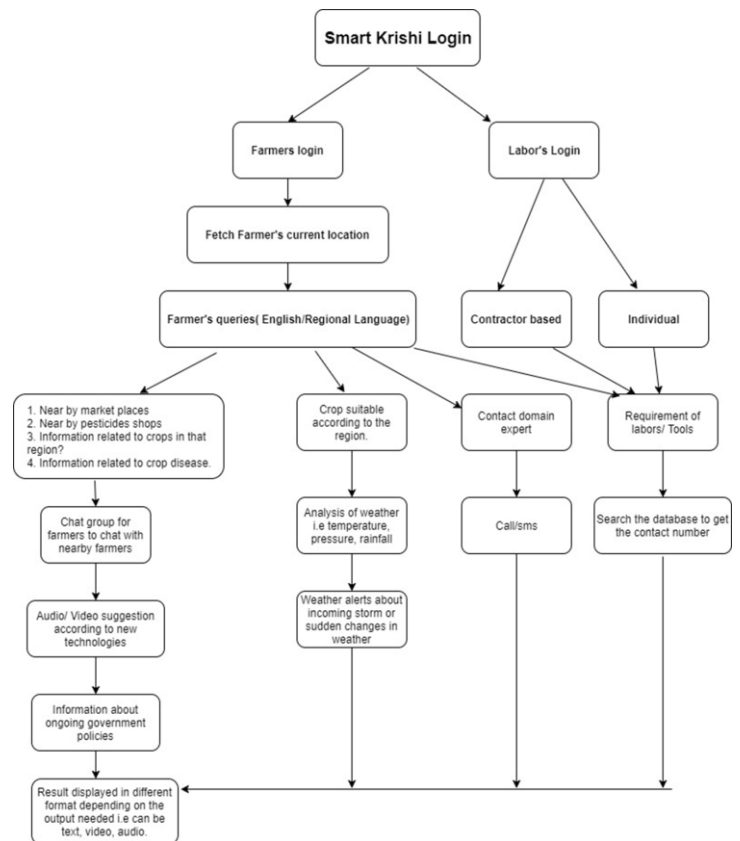 Smart Krishi Login
Farmers login
Labor's Login
Fetch Farmer's current location
Farmer's queries( English/Regional Language)
Contractor based
Individual
1. Near by market places
2. Near by pesticides shops
3. Information related to crops in that
region?
4. Information related to crop disease.
Crop suitable
according to the
region.
Contact domain
expert
Requirement of
labors/ Tools
Chat group for
farmers to chat with
nearby farmers
Analysis of weather
i.e temperature,
pressure, rainfall
Call/sms
Search the database to get
the contact number
Audio/ Video suggestion
according to new
technologies
Weather alerts about
incoming storm or
sudden changes in
weather
Information about
ongoing government
policies
Result displayed in different
format depending on the
output needed i.e can be
text, video, audio.